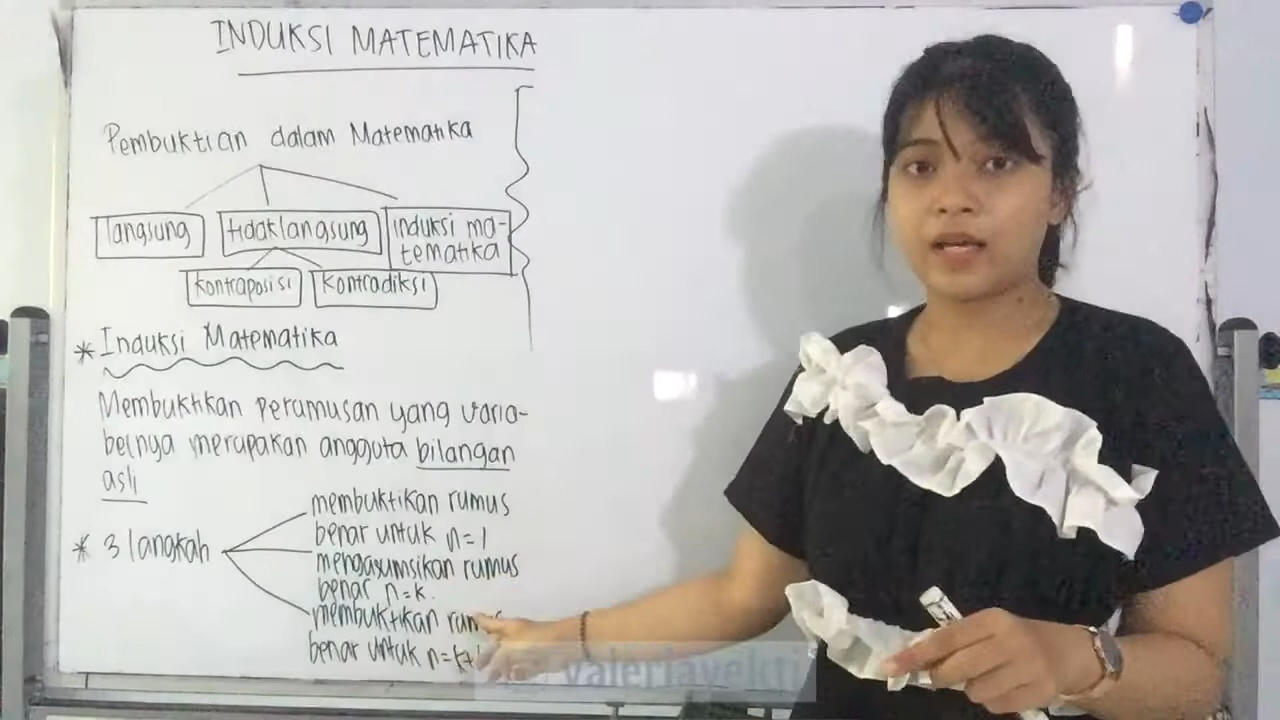 INDUKSI MATEMATIKA
Pembuktian dalam Matematika
langsung
tidaklangsung
induksi ma-
tematika
kontraposisi
kontradiksi
* Induksi Matematika
Membuktikan perumusan yang varia-
belnya merupakan anggota bilangan
asli
* 3 langkah
membuktikan rumus
benar untuk n=1
mengasumsikan rumus
benar n=k.
membuktikan
benar untuk n=k+1
valeriavekti